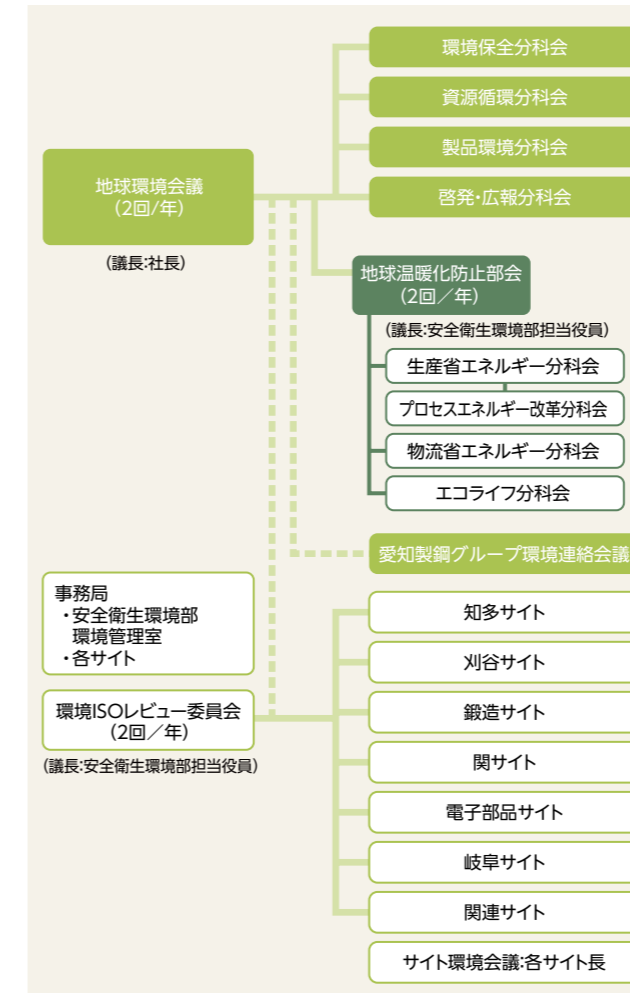 環境保全分科会
資源循環分科会
製品環境分科会
啓発・広報分科会
地球環境会議
(2回/年)
(議長:社長)
地球温暖化防止部会
(2回／年)
(議長:安全衛生環境部担当役員)
生産省エネルギー分科会
プロセスエネルギー改革分科会
物流省エネルギー分科会
エコライフ分科会
愛知製鋼グループ環境連絡会議
事務局
・安全衛生環境部
環境管理室
・各サイト
環境ISOレビュー委員会
(2回／年)
(議長:安全衛生環境部担当役員)
知多サイト
刈谷サイト
鍛造サイト
関サイト
電子部品サイト
岐阜サイト
関連サイト
サイト環境会議:各サイト長